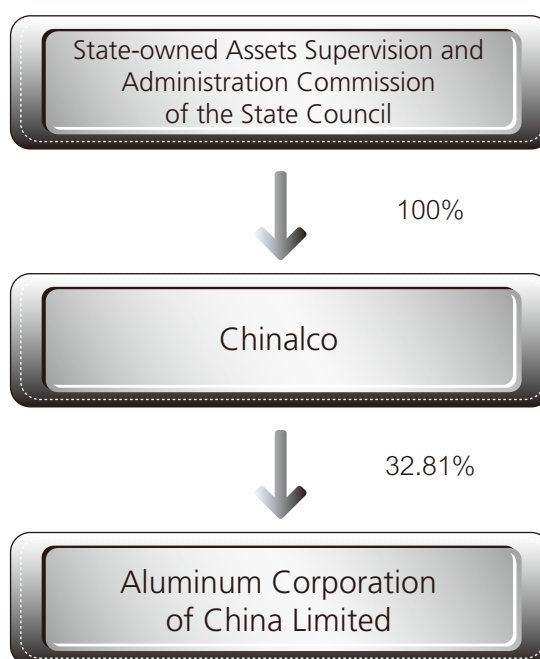 State-owned Assets Supervision and
Administration Commission
of the State Council
100%
Chinalco
32.81%
Aluminum Corporation
of China Limited